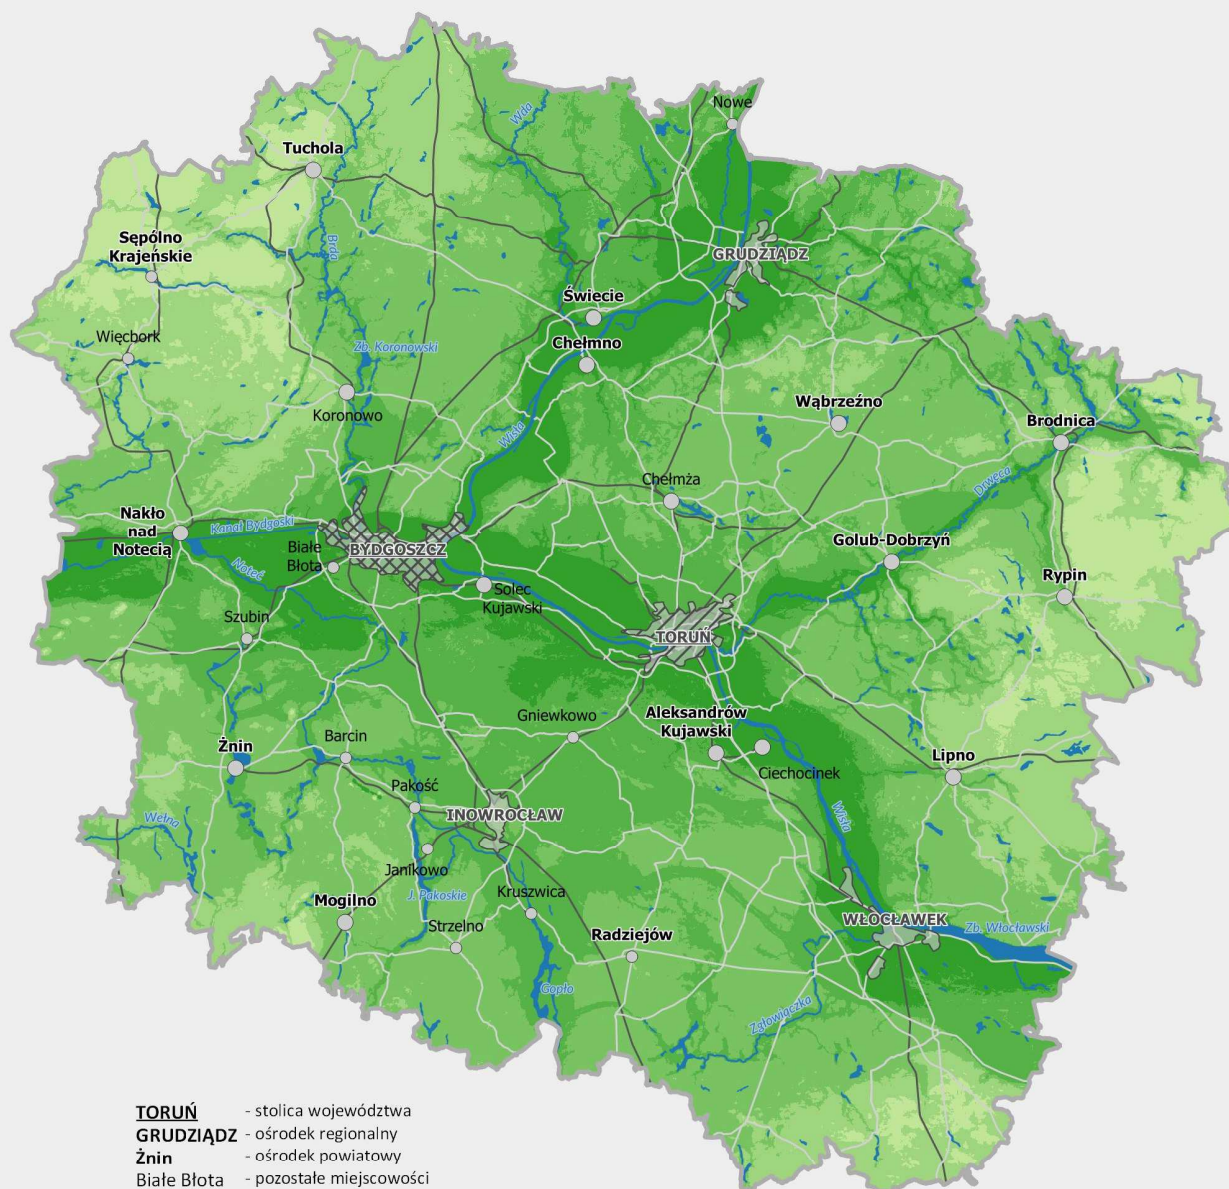 Nowe
Wda
Tuchola
Sępólno
Krajeńskie
Brda
GRUDZIĄDZ
Świecie
Więcbork
Zb. Koronowski
Chełmno
Koronowo
Wąbrzeźno
Brodnica
Wisła
Chełmża
Drwęca
Nakło
nad
Notecią
Kanał Bydgoski
Białe
Błota
BYDGOSZCZ
Golub-Dobrzyń
Noteć
Solec
Kujawski
Rypin
Szubin
TORUŃ
Gniewkowo
Aleksandrów
Kujawski
Żnin
Barcin
Ciechocinek
Lipno
Pakość
INOWROCŁAW
Wełna
Wisła
Janikowo
J. Pakoskie
Kruszwica
Mogilno
Strzelno
Radziejów
WŁOCŁAWEK
Zb. Włocławski
Gopło
Zgłowiączka
TORUŃ - stolica województwa
GRUDZIĄDZ - ośrodek regionalny
Żnin - ośrodek powiatowy
Białe Błota - pozostałe miejscowości